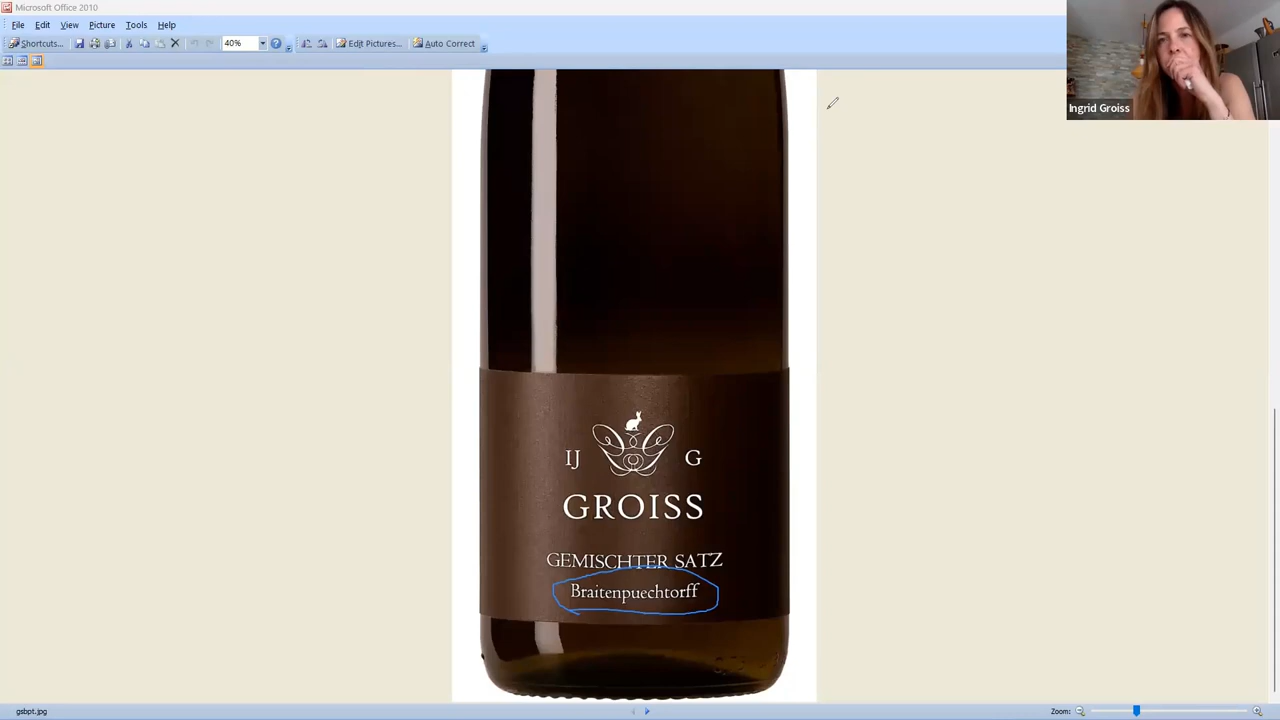 Microsoft Office 2010
File Edit View Picture Tools Help
Shortcuts... 40% Edit Pictures... Auto Correct
Ingrid Groiss
IJ G
GROISS
GEMISCHTER SATZ
Braitenpuechtorff
gsbpt.jpg Zoom: